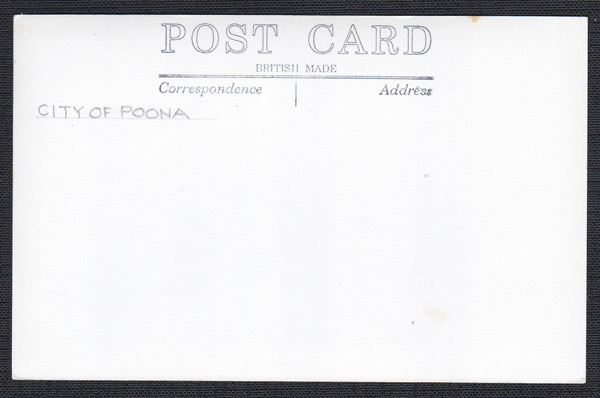 POST CARD
BRITISH MADE
Correspondence Address
CITY OF POONA